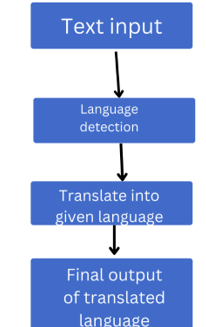 Text input
Language
detection
Translate into
given language
Final output
of translated
language